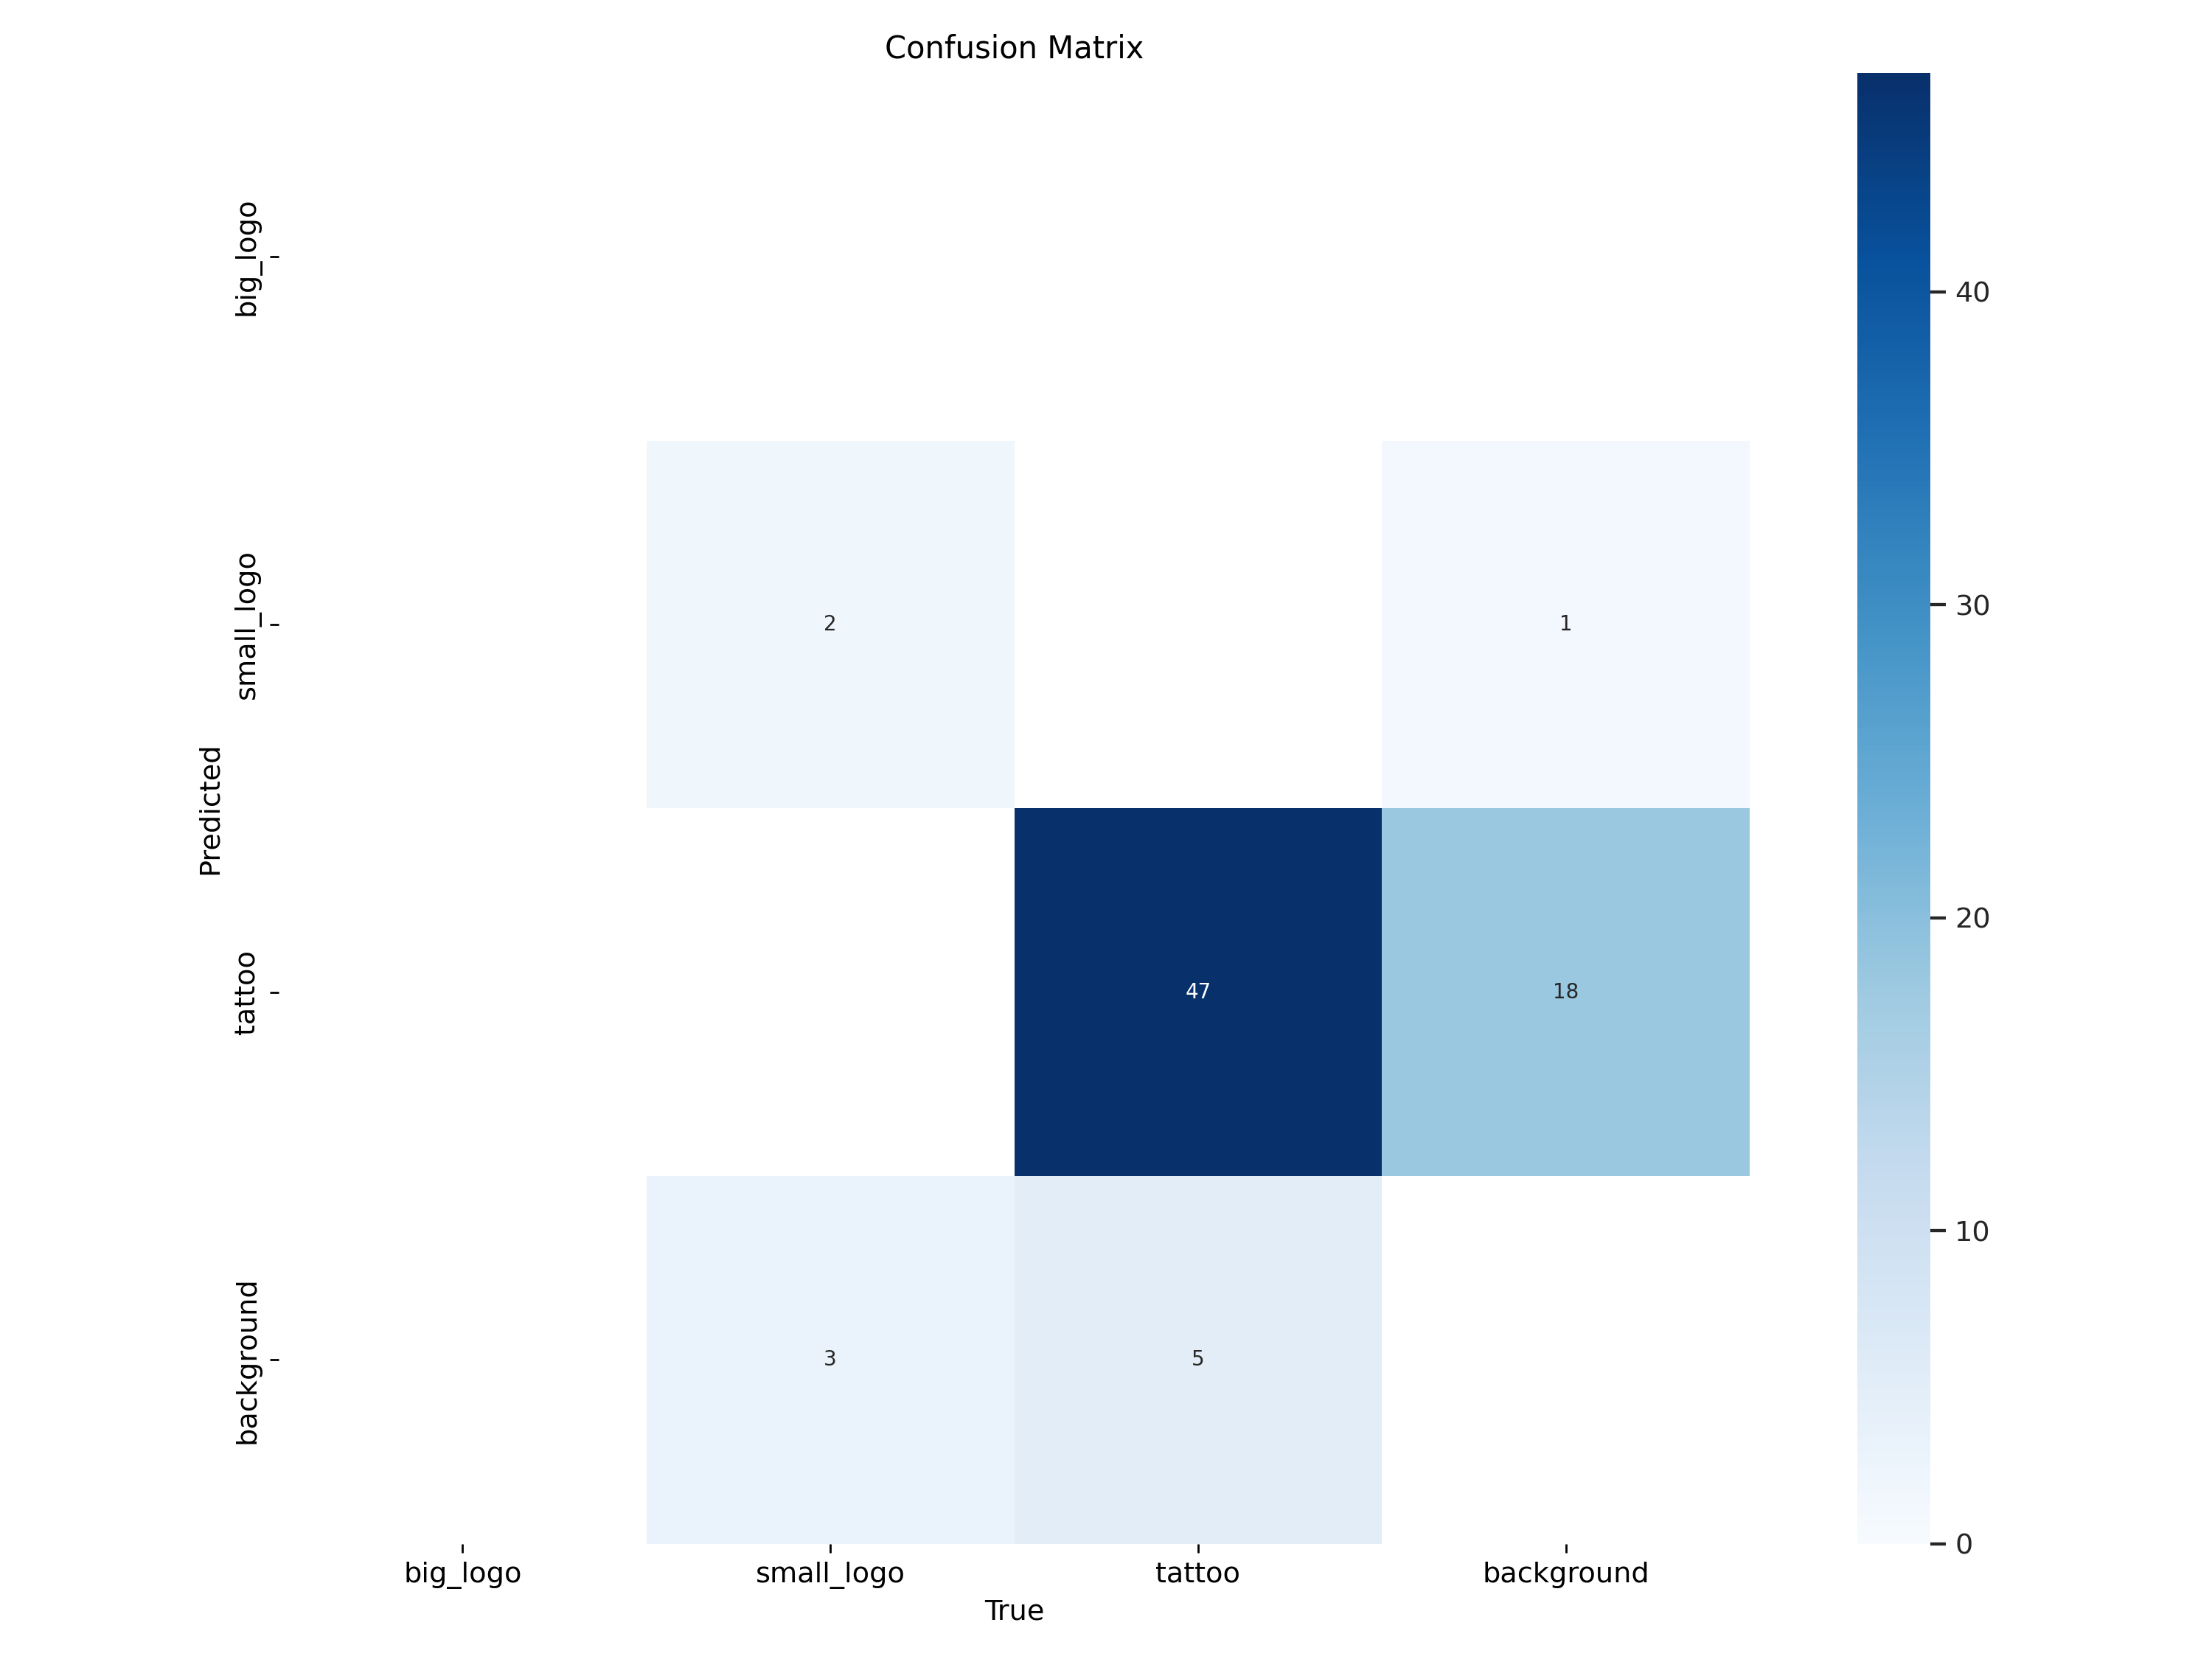 Confusion Matrix
big_logo
small_logo
tattoo
background
Predicted
2
1
47
18
3
5
big_logo
small_logo
tattoo
background
True
40
30
20
10
0